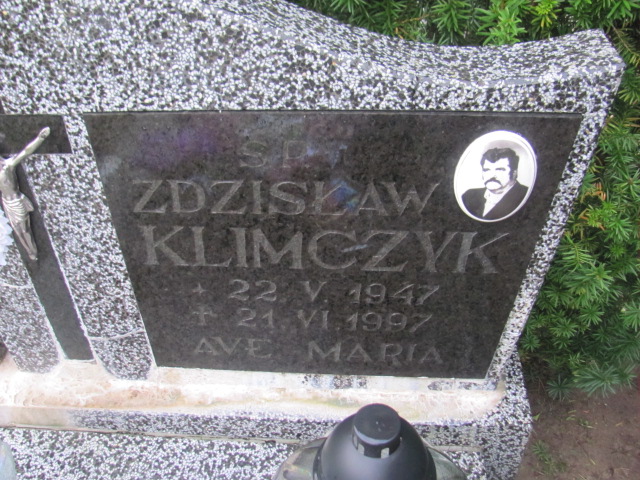 Ś.P.
ZDZISŁAW
KLIMCZYK
* 22. V. 1947
† 21. VI. 1997
AVE MARIA